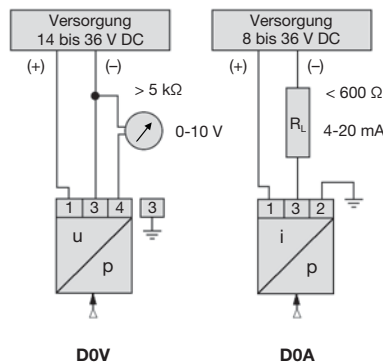 Versorgung
14 bis 36 V DC
(+)
(–)
> 5 kΩ
0-10 V
1
3
4
3
u
p
D0V
Versorgung
8 bis 36 V DC
(+)
(–)
< 600 Ω
R_L
4-20 mA
1
3
2
i
p
D0A